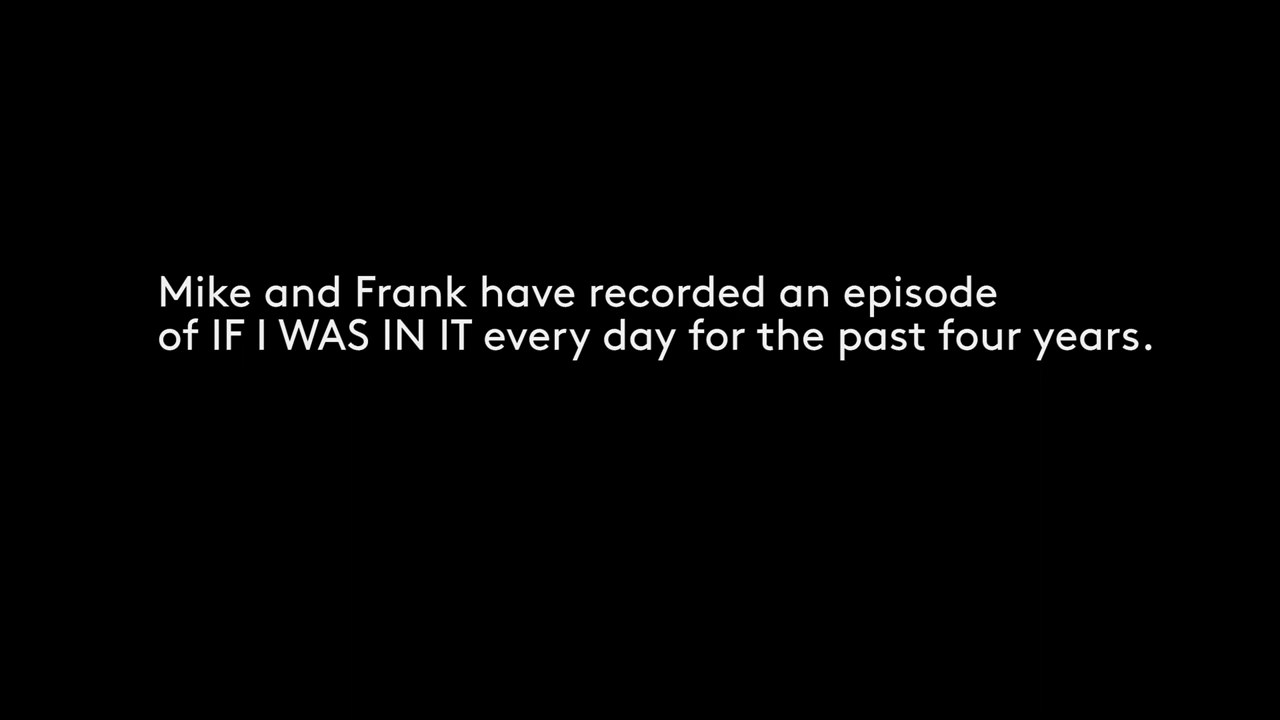 Mike and Frank have recorded an episode
of IF I WAS IN IT every day for the past four years.